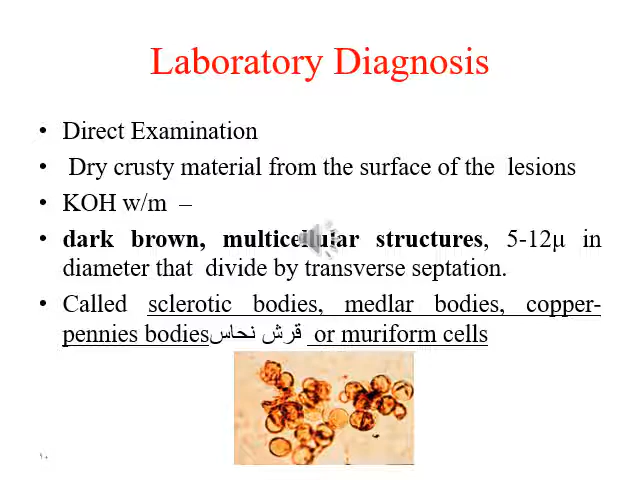 Laboratory Diagnosis
• Direct Examination
• Dry crusty material from the surface of the lesions
• KOH w/m –
• dark brown, multicellular structures, 5-12μ in
diameter that divide by transverse septation.
• Called sclerotic bodies, medlar bodies, copper-
pennies bodies قرش نحاس or muriform cells
١٠